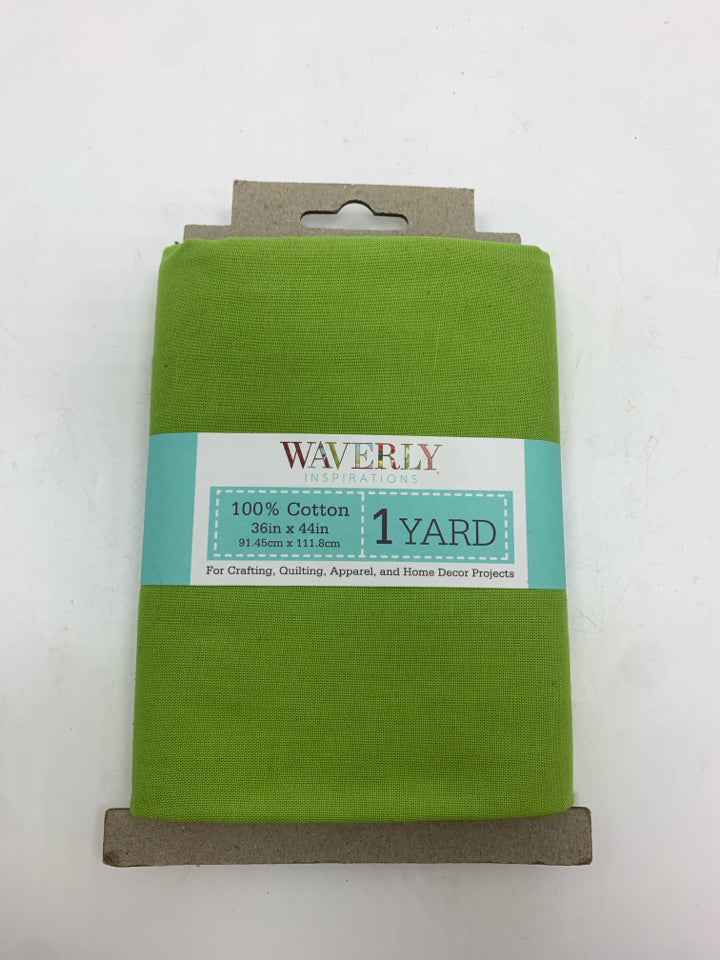 WAVERLY
INSPIRATIONS
100% Cotton
36in x 44in
91.45cm x 111.8cm
1 YARD
For Crafting, Quilting, Apparel, and Home Decor Projects